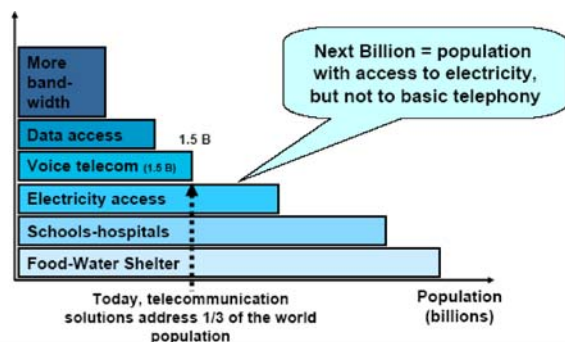 More
band-
width
Data access
1.5 B
Voice telecom (1.5 B)
Electricity access
Schools-hospitals
Food-Water Shelter
Next Billion = population
with access to electricity,
but not to basic telephony
Today, telecommunication
solutions address 1/3 of the world
population
Population
(billions)